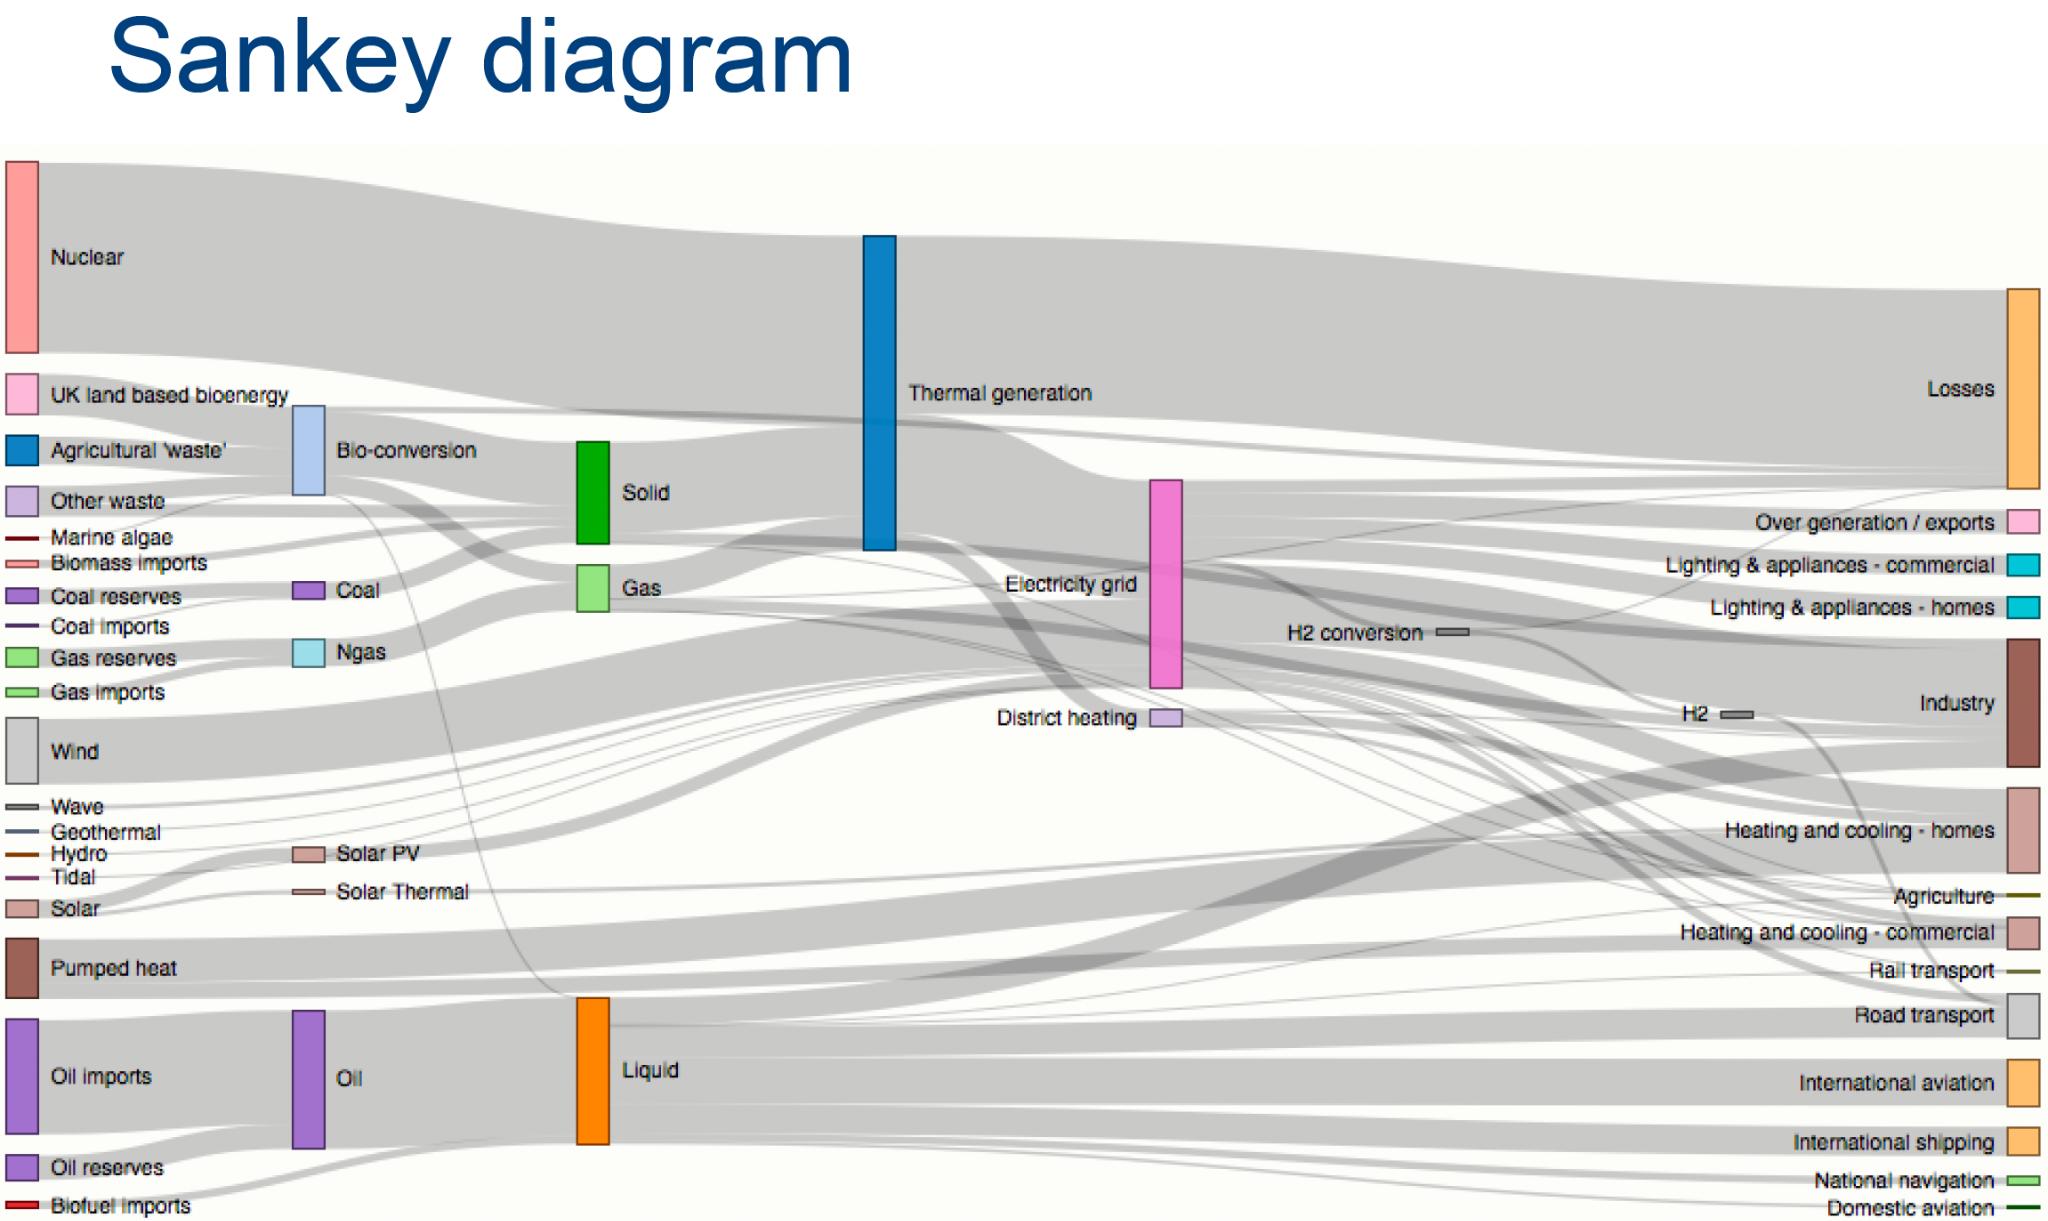 Sankey diagram
Nuclear
UK land based bioenergy
Agricultural 'waste'
Other waste
Marine algae
Biomass imports
Coal reserves
Coal imports
Gas reserves
Gas imports
Wind
Wave
Geothermal
Hydro
Tidal
Solar
Pumped heat
Oil imports
Oil reserves
Biofuel imports
Bio-conversion
Coal
Ngas
Solar PV
Solar Thermal
Oil
Solid
Gas
Liquid
Thermal generation
Electricity grid
District heating
H2 conversion
H2
Losses
Over generation / exports
Lighting & appliances - commercial
Lighting & appliances - homes
Industry
Heating and cooling - homes
Agriculture
Heating and cooling - commercial
Rail transport
Road transport
International aviation
International shipping
National navigation
Domestic aviation